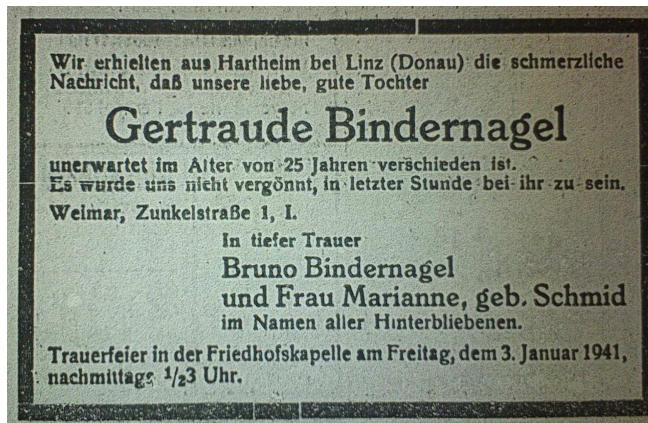 Wir erhielten aus Hartheim bei Linz (Donau) die schmerzliche
Nachricht, daß unsere liebe, gute Tochter
Gertraude Bindernagel
unerwartet im Alter von 25 Jahren verschieden ist.
Es wurde uns nicht vergönnt, in letzter Stunde bei ihr zu sein.
Weimar, Zunkelstraße 1, I.
In tiefer Trauer
Bruno Bindernagel
und Frau Marianne, geb. Schmid
im Namen aller Hinterbliebenen.
Trauerfeier in der Friedhofskapelle am Freitag, dem 3. Januar 1941,
nachmittags ½3 Uhr.